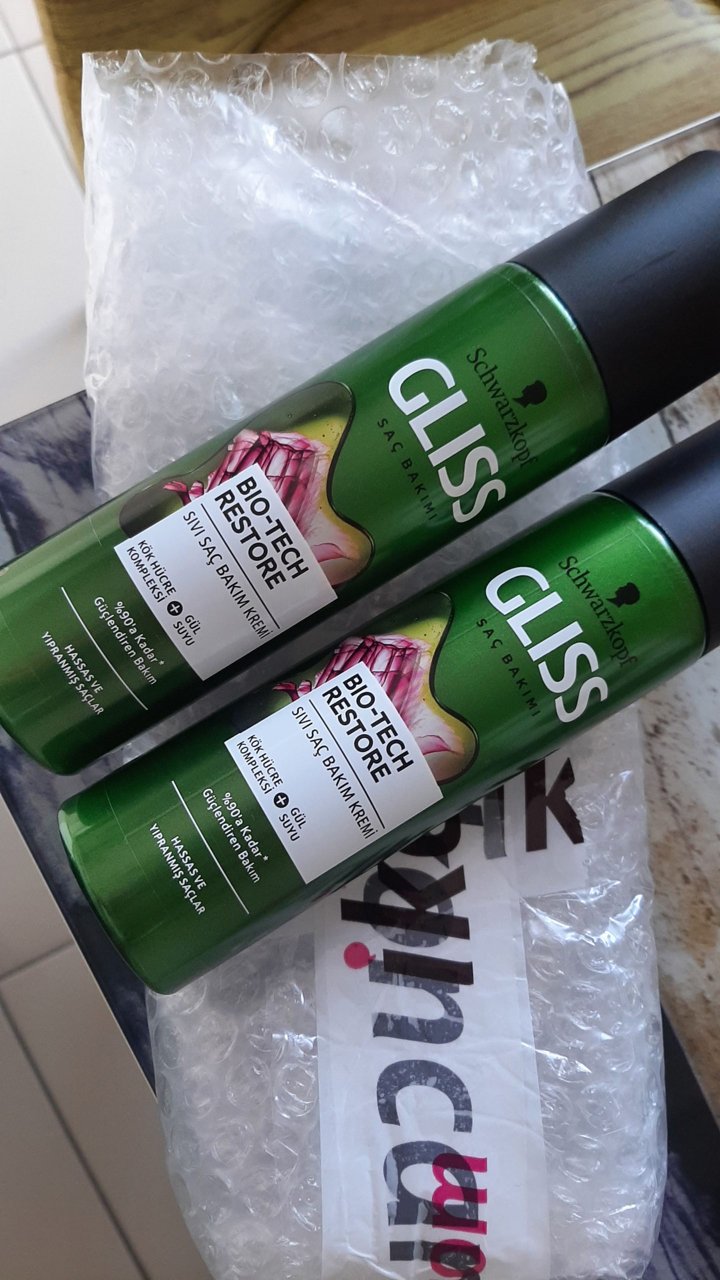 Schwarzkopf
GLISS
SAÇ BAKIMI
BIO-TECH
RESTORE
SIVI SAÇ BAKIM KREMİ
KÖK HÜCRE
KOMPLEKSİ
+
GÜL
SUYU
%90'a Kadar*
Güçlendiren Bakım
HASSAS VE
YIPRANMIŞ SAÇLAR
Schwarzkopf
GLISS
SAÇ BAKIMI
BIO-TECH
RESTORE
SIVI SAÇ BAKIM KREMİ
KÖK HÜCRE
KOMPLEKSİ
+
GÜL
SUYU
%90'a Kadar*
Güçlendiren Bakım
HASSAS VE
YIPRANMIŞ SAÇLAR